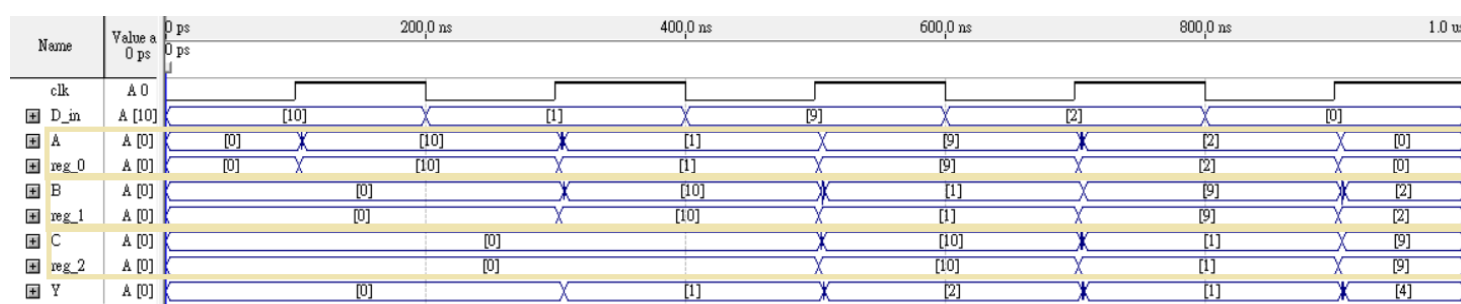 Name Value a 0 ps 0 ps 200.0 ns 400.0 ns 600.0 ns 800.0 ns 1.0 us
0 ps
clk A 0
D_in A [10] [10] [1] [9] [2] [0]
A A [0] [0] [10] [1] [9] [2] [0]
reg_0 A [0] [0] [10] [1] [9] [2] [0]
B A [0] [0] [10] [1] [9] [2]
reg_1 A [0] [0] [10] [1] [9] [2]
C A [0] [0] [10] [1] [9]
reg_2 A [0] [0] [10] [1] [9]
Y A [0] [0] [1] [2] [1] [4]